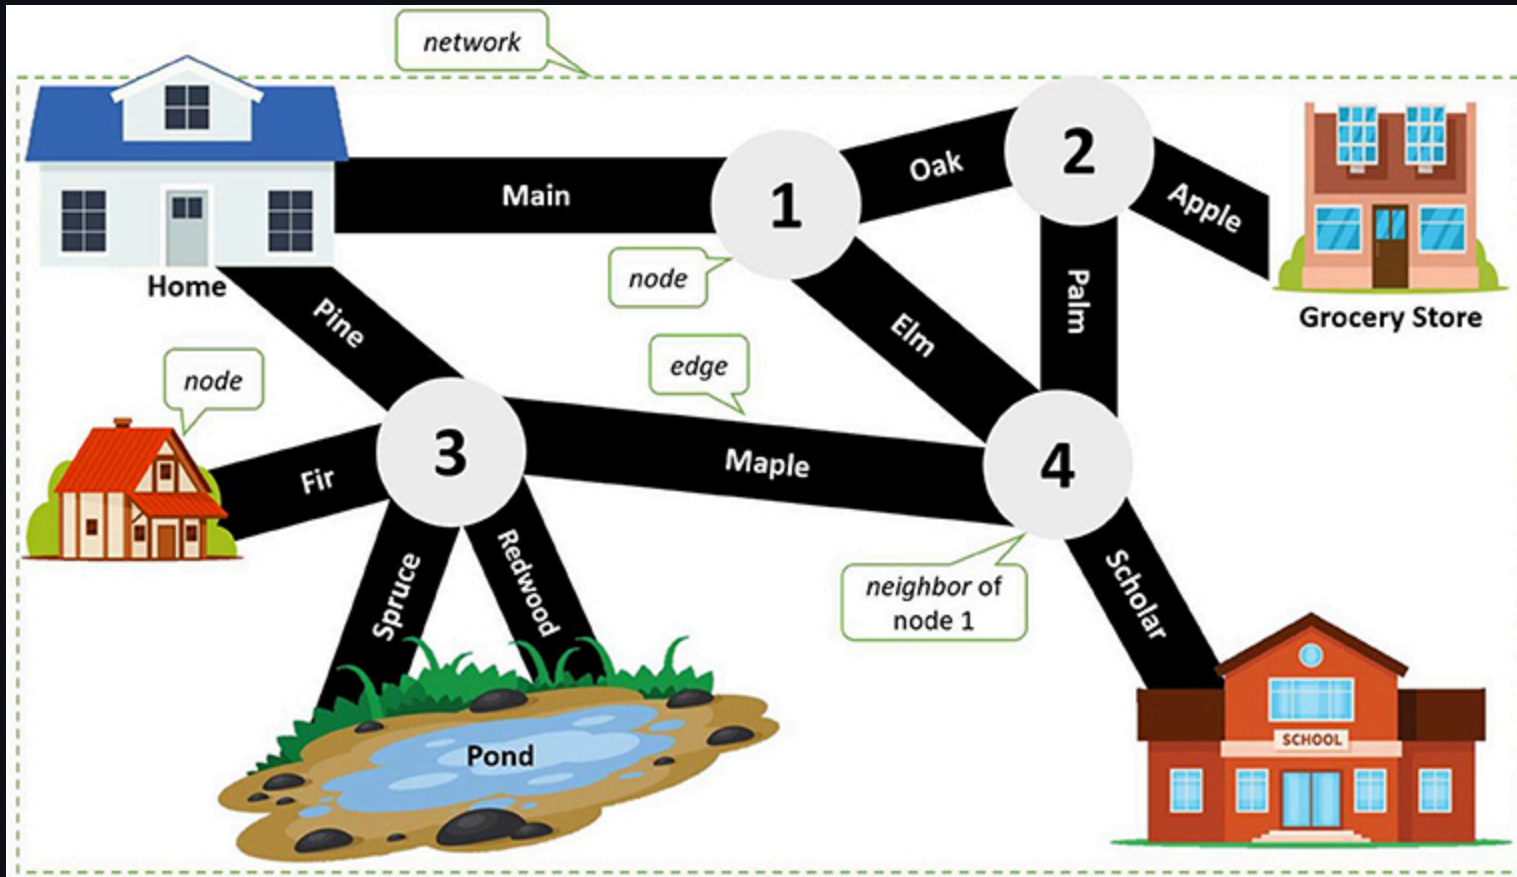 network
Main
1
Oak
2
Apple
Home
node
Palm
Grocery Store
Pine
Elm
edge
node
3
Fir
Maple
4
Spruce
Redwood
neighbor of
node 1
Scholar
SCHOOL
Pond